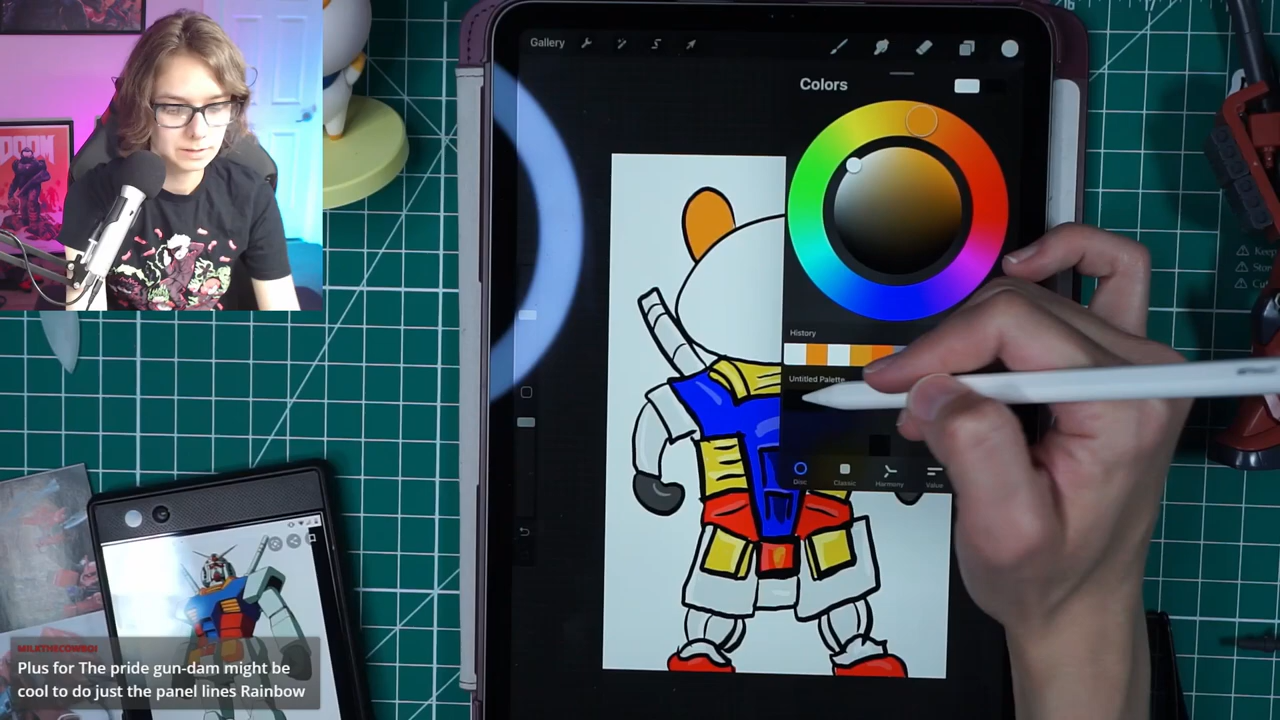 Gallery
Colors
DOOM
History
Untitled Palette
Disc
Classic
Harmony
Value
MILKTHECOWBOI
Plus for The pride gun-dam might be
cool to do just the panel lines Rainbow